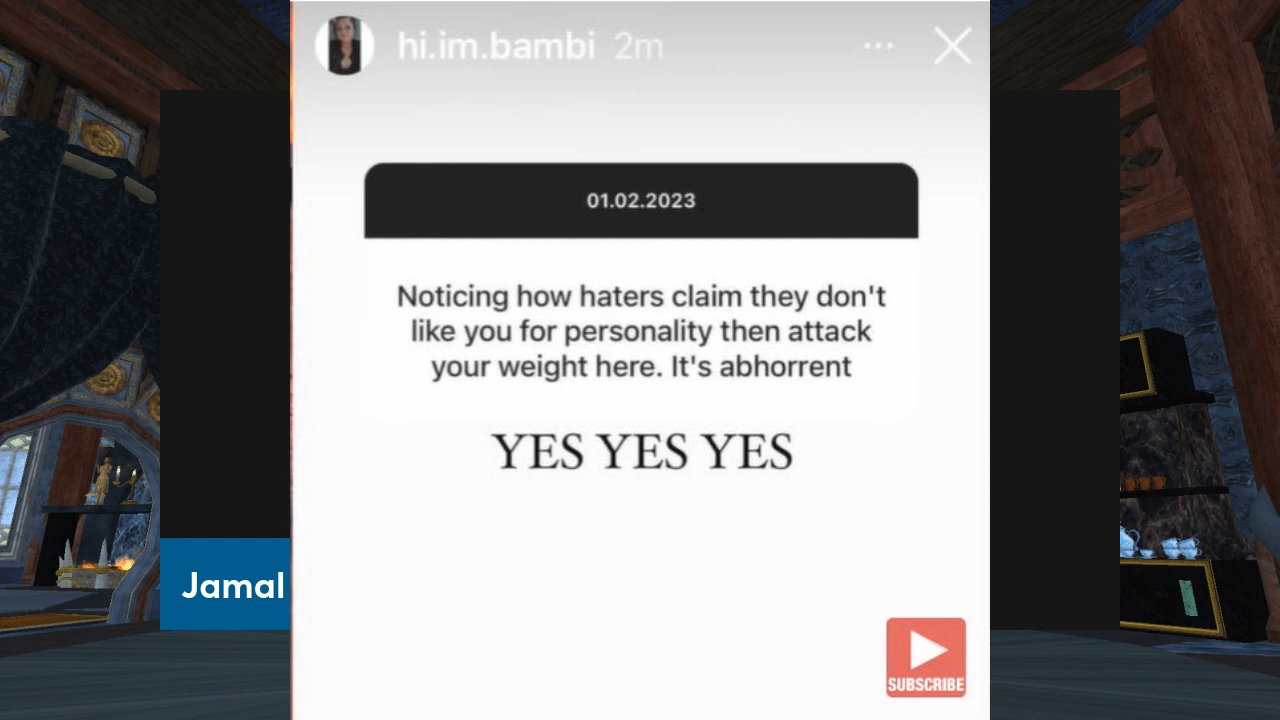 hi.im.bambi 2m
01.02.2023
Noticing how haters claim they don't
like you for personality then attack
your weight here. It's abhorrent
YES YES YES
Jamal
SUBSCRIBE